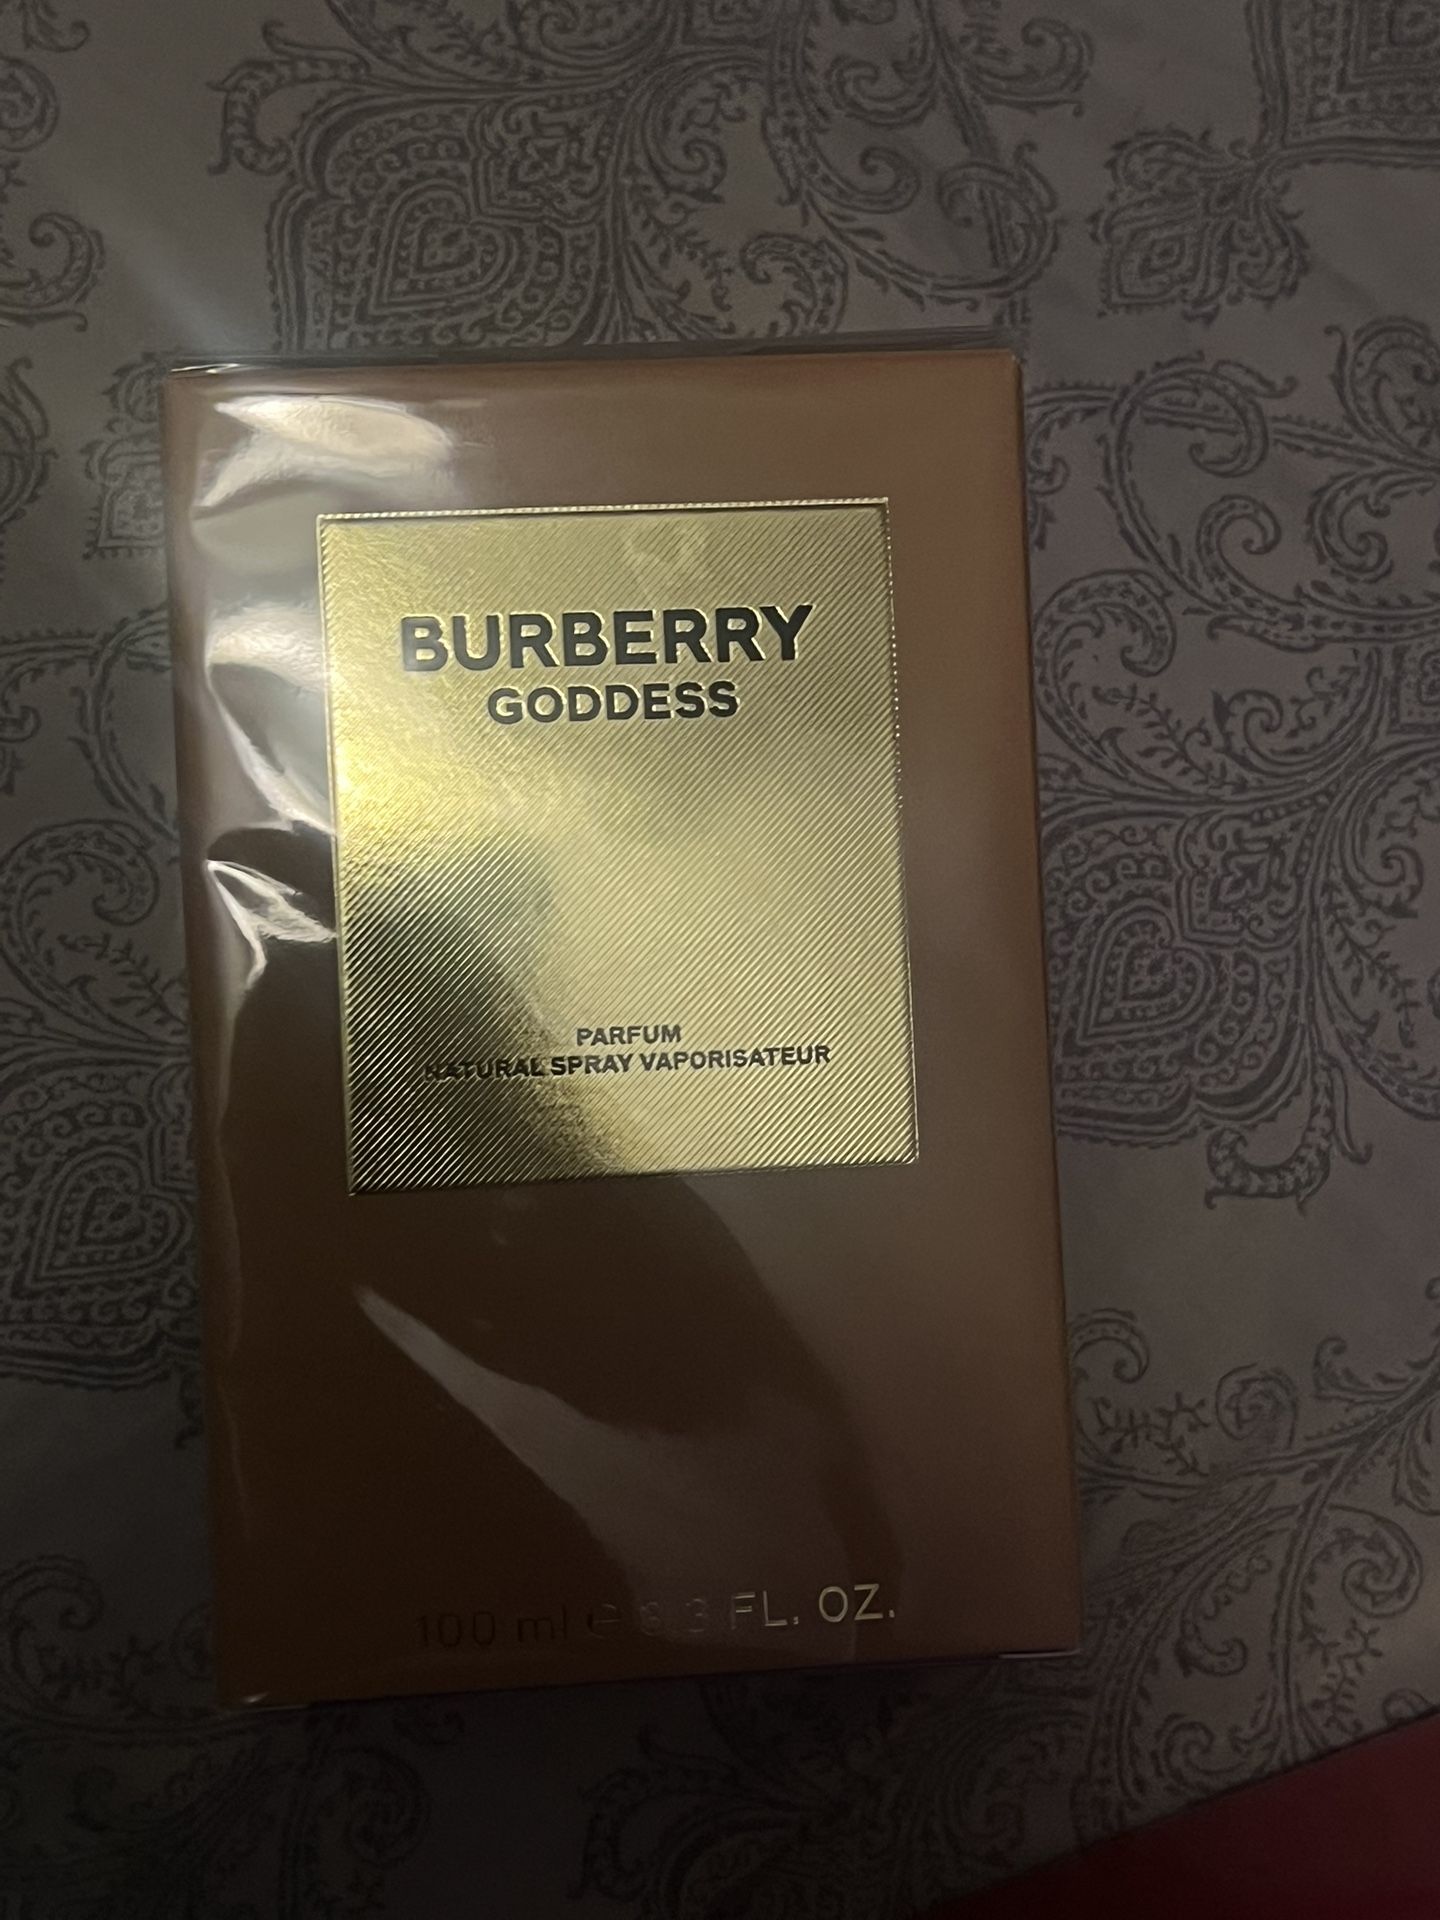 BURBERRY
GODDESS
PARFUM
NATURAL SPRAY VAPORISATEUR
100 ml e 3.3 FL. OZ.